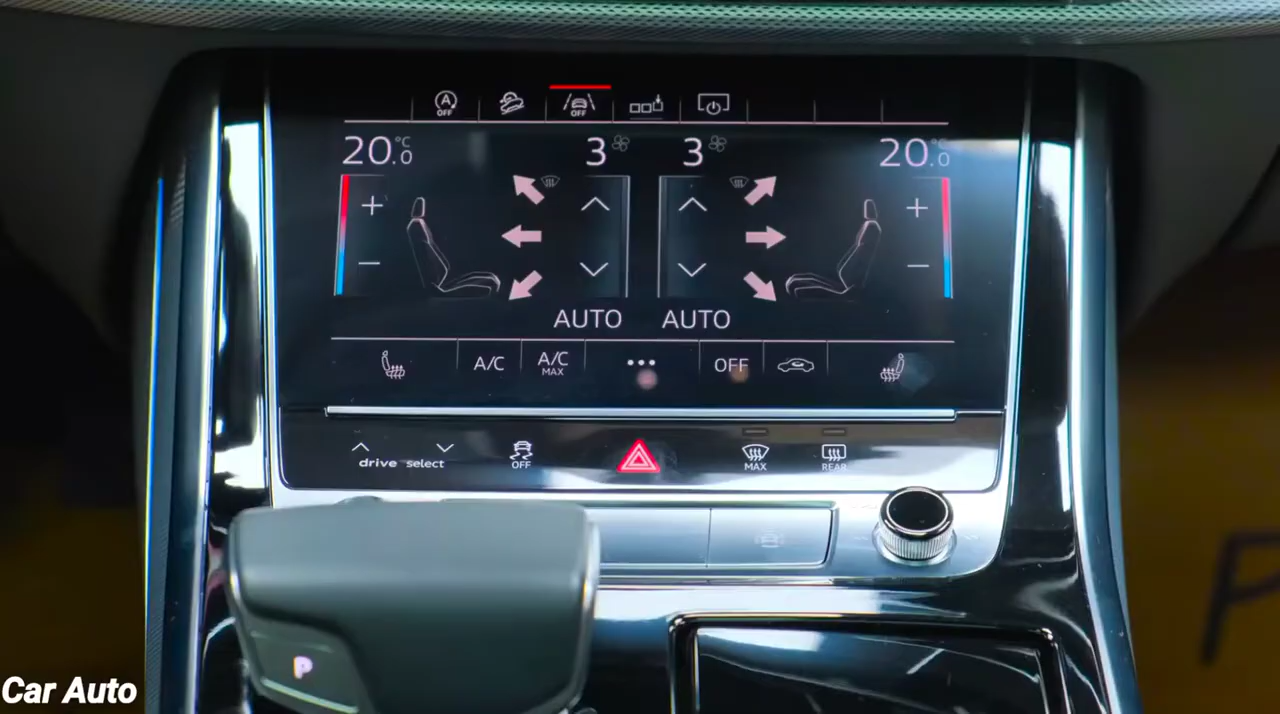 A OFF OFF
20.0 °C 3 3 20.0 °C
AUTO AUTO
A/C A/C MAX OFF
drive select OFF MAX REAR
P
Car Auto